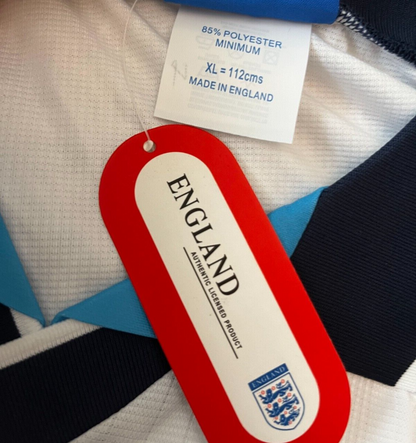 85% POLYESTER
MINIMUM
XL = 112cms
MADE IN ENGLAND
ENGLAND
AUTHENTIC LICENSED PRODUCT
ENGLAND